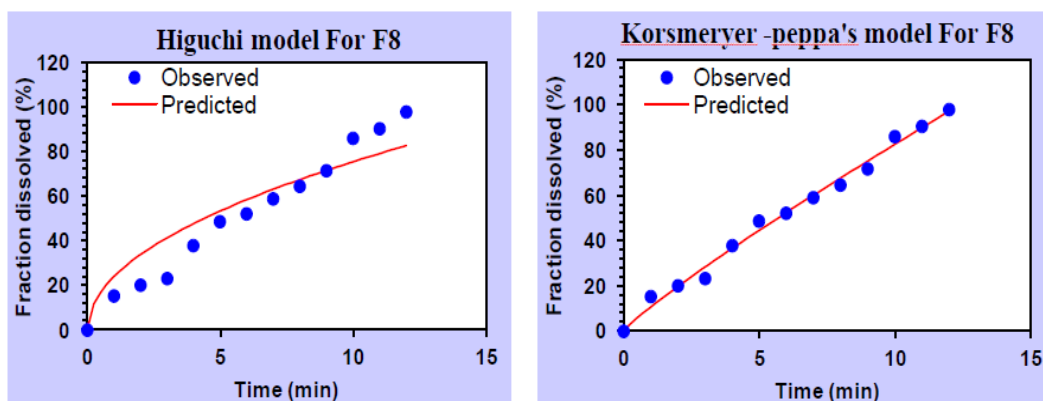 Higuchi model For F8
120
100
80
60
40
20
0
Fraction dissolved (%)
Observed
Predicted
0
5
10
15
Time (min)
Korsmeryer -peppa's model For F8
120
100
80
60
40
20
0
Fraction dissolved (%)
Observed
Predicted
0
5
10
15
Time (min)